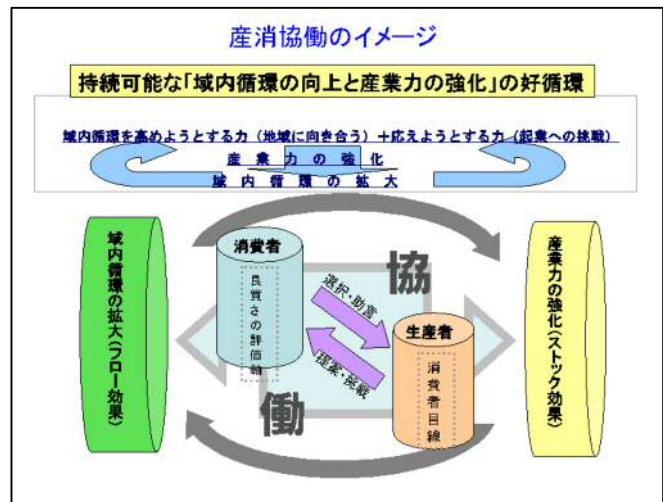 産消協働のイメージ
持続可能な「域内循環の向上と産業力の強化」の好循環
域内循環を高めようとする力（地域に向き合う）＋応えようとする力（起業への挑戦）
産業力の強化
域内循環の拡大
域内循環の拡大（フロー効果）
消費者
良質さの評価軸
選択・助言
協
働
提案・挑戦
生産者
消費者目線
産業力の強化（ストック効果）